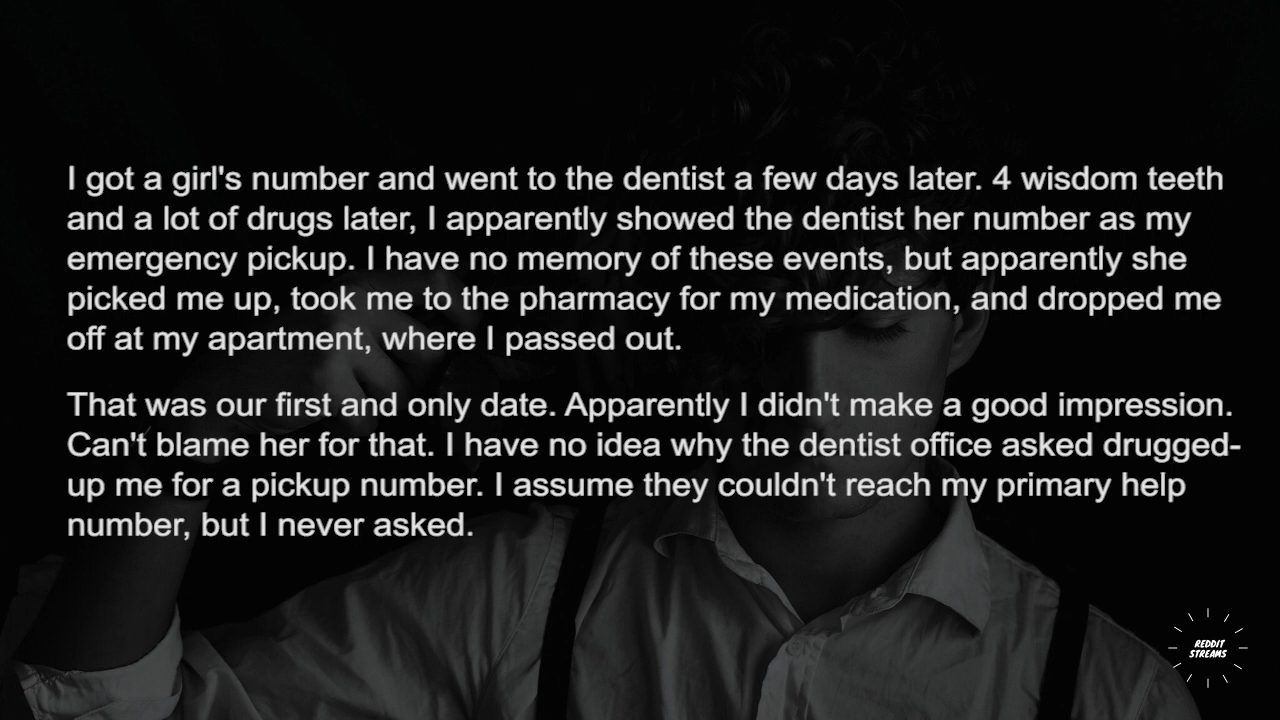 I got a girl's number and went to the dentist a few days later. 4 wisdom teeth
and a lot of drugs later, I apparently showed the dentist her number as my
emergency pickup. I have no memory of these events, but apparently she
picked me up, took me to the pharmacy for my medication, and dropped me
off at my apartment, where I passed out.
That was our first and only date. Apparently I didn't make a good impression.
Can't blame her for that. I have no idea why the dentist office asked drugged-
up me for a pickup number. I assume they couldn't reach my primary help
number, but I never asked.
REDDIT
STREAMS